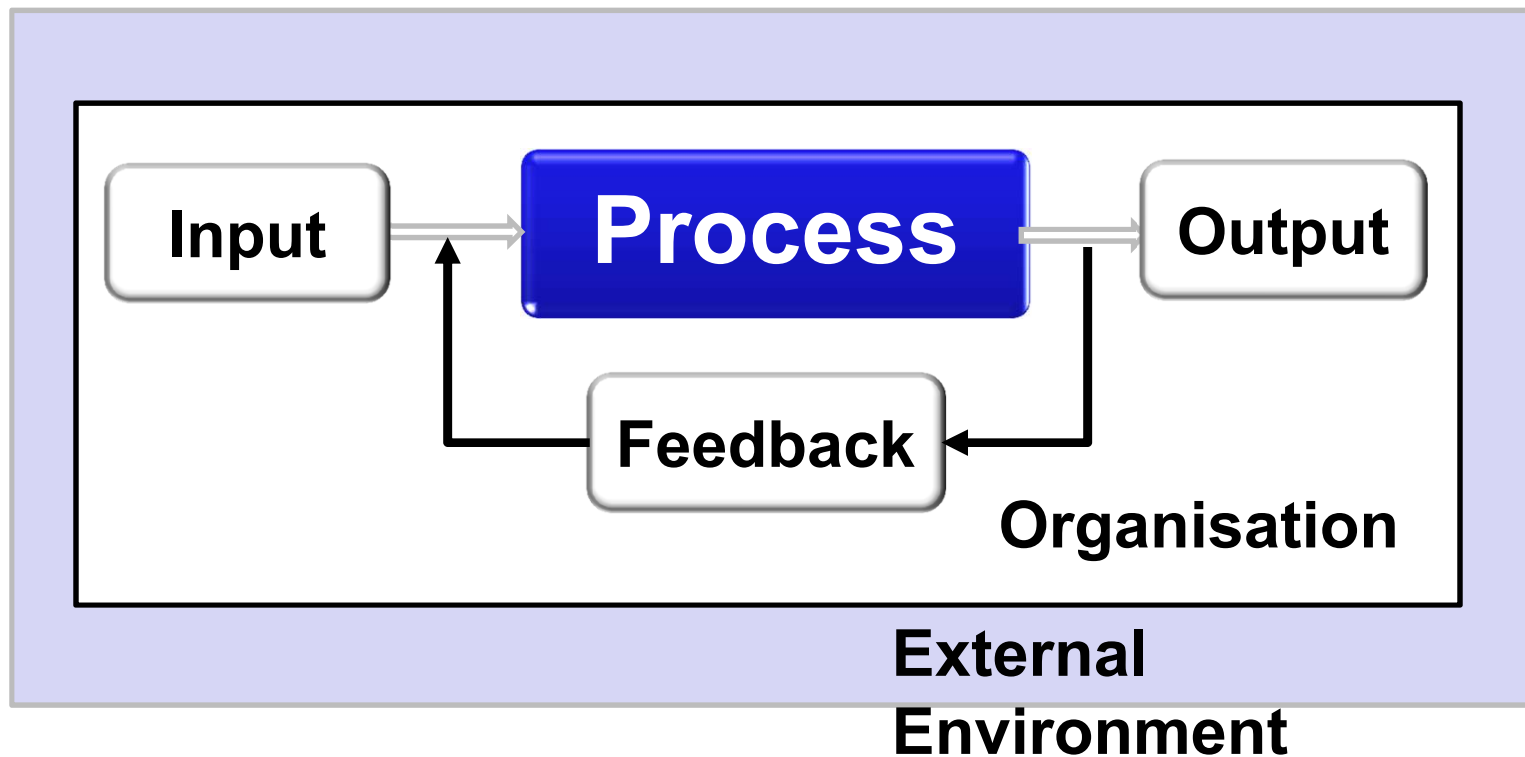 Input
Process
Output
Feedback
Organisation
External
Environment